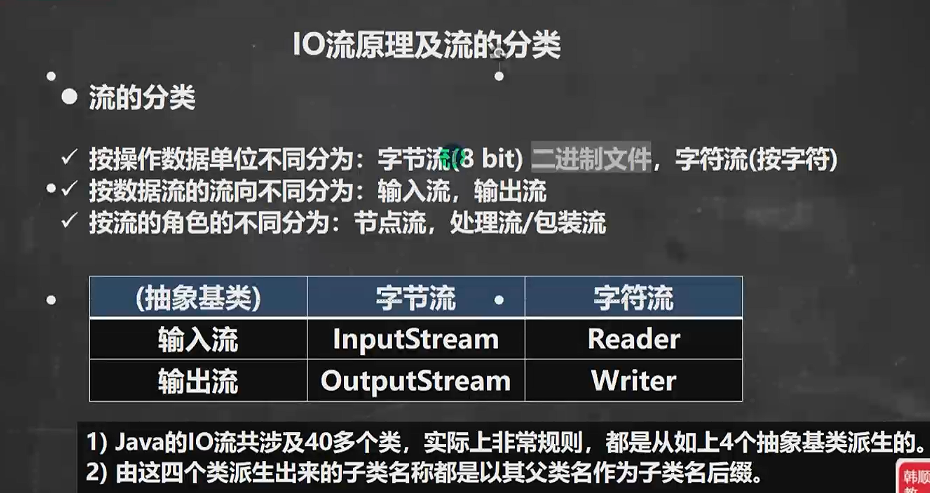 IO流原理及流的分类
流的分类
按操作数据单位不同分为：字节流(8 bit) 二进制文件，字符流(按字符)
按数据流的流向不同分为：输入流，输出流
按流的角色的不同分为：节点流，处理流/包装流
(抽象基类) 字节流 字符流
输入流 InputStream Reader
输出流 OutputStream Writer
1) Java的IO流共涉及40多个类，实际上非常规则，都是从如上4个抽象基类派生的。
2) 由这四个类派生出来的子类名称都是以其父类名作为子类名后缀。
韩顺